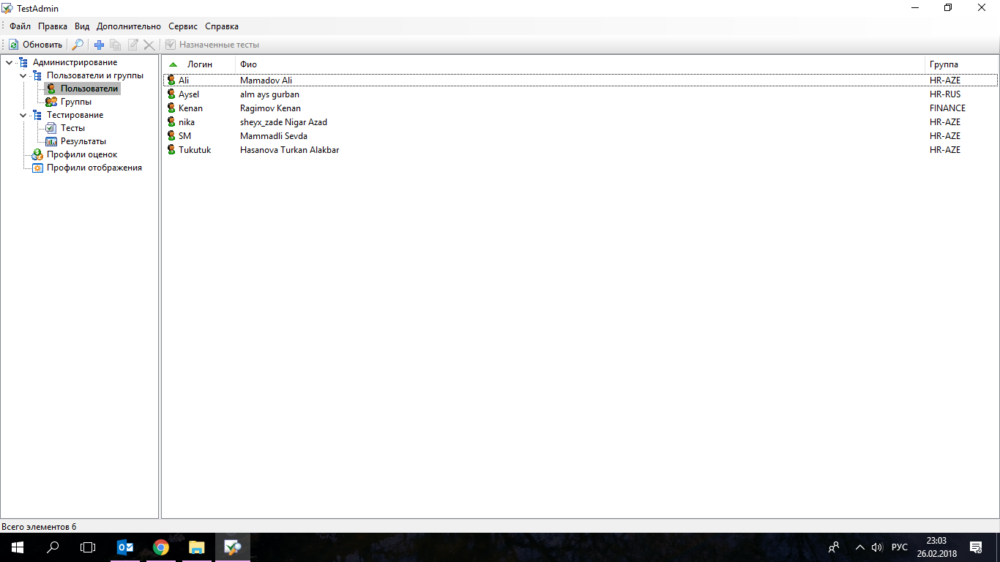 TestAdmin
Файл Правка Вид Дополнительно Сервис Справка
Обновить Назначенные тесты
Администрирование
Пользователи и группы
Пользователи
Группы
Тестирование
Тесты
Результаты
Профили оценок
Профили отображения
Логин Фио Группа
Ali Mamadov Ali HR-AZE
Aysel alm ays gurban HR-RUS
Kenan Ragimov Kenan FINANCE
nika sheyx_zade Nigar Azad HR-AZE
SM Mammadli Sevda HR-AZE
Tukutuk Hasanova Turkan Alakbar HR-AZE
Всего элементов 6
РУС
23:03
26.02.2018